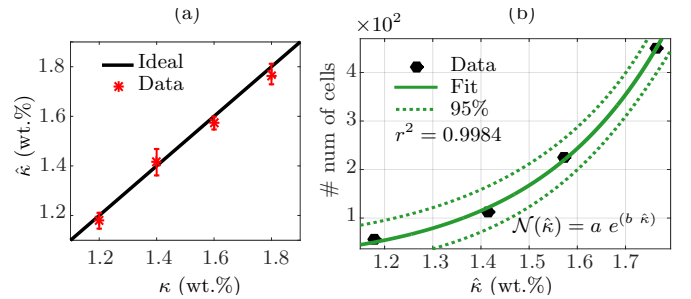 (a)
Ideal
Data
1.8
1.6
1.4
1.2
κ̂ (wt.%)
1.2 1.4 1.6 1.8
κ (wt.%)
(b)
×10²
Data
Fit
95%
r² = 0.9984
𝒩(κ̂) = a e^(b κ̂)
4
3
2
1
# num of cells
1.2 1.3 1.4 1.5 1.6 1.7
κ̂ (wt.%)